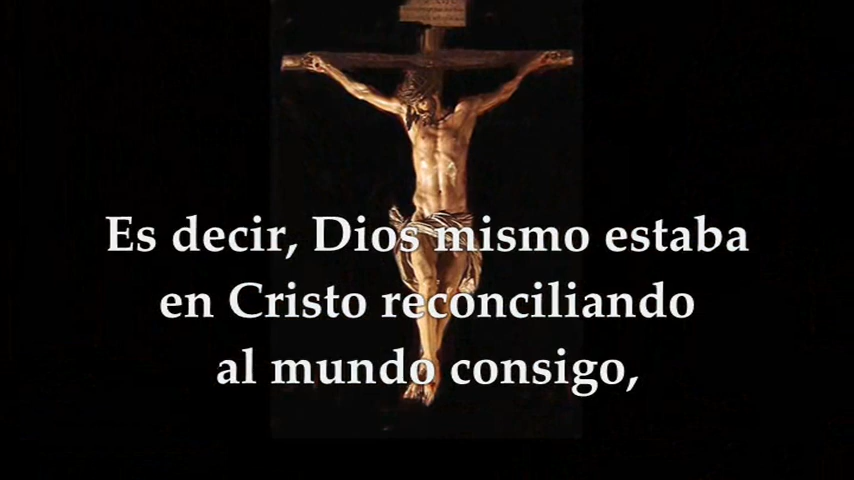 Es decir, Dios mismo estaba
en Cristo reconciliando
al mundo consigo,